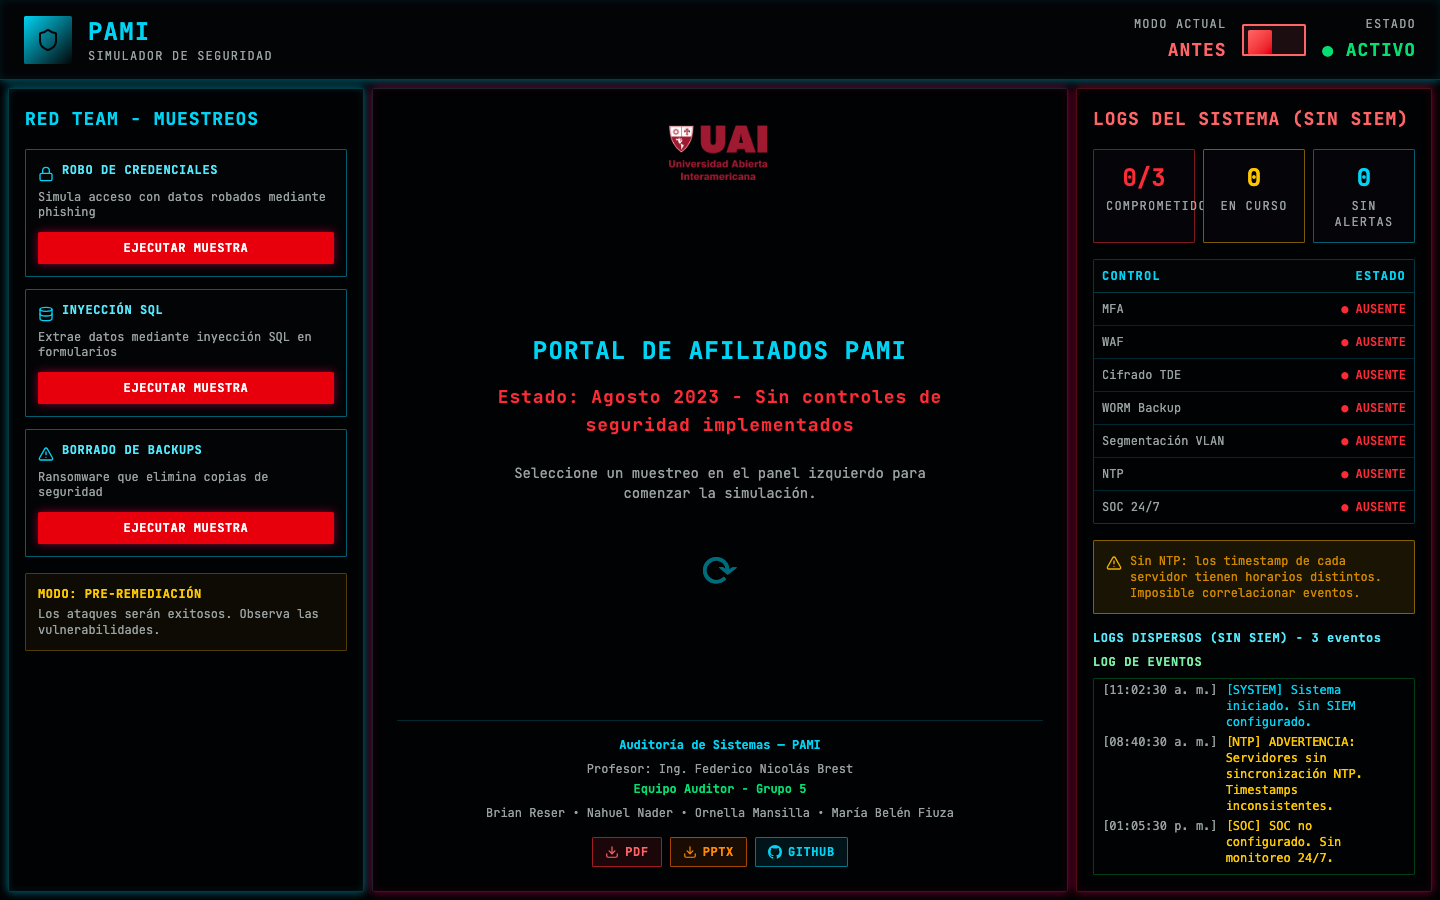 PAMI
SIMULADOR DE SEGURIDAD
MODO ACTUAL
ANTES
ESTADO
● ACTIVO
RED TEAM - MUESTREOS
ROBO DE CREDENCIALES
Simula acceso con datos robados mediante
phishing
EJECUTAR MUESTRA
INYECCIÓN SQL
Extrae datos mediante inyección SQL en
formularios
EJECUTAR MUESTRA
BORRADO DE BACKUPS
Ransomware que elimina copias de
seguridad
EJECUTAR MUESTRA
MODO: PRE-REMEDIACIÓN
Los ataques serán exitosos. Observa las
vulnerabilidades.
UAI
Universidad Abierta
Interamericana
PORTAL DE AFILIADOS PAMI
Estado: Agosto 2023 - Sin controles de
seguridad implementados
Seleccione un muestreo en el panel izquierdo para
comenzar la simulación.
Auditoría de Sistemas — PAMI
Profesor: Ing. Federico Nicolás Brest
Equipo Auditor - Grupo 5
Brian Reser • Nahuel Nader • Ornella Mansilla • María Belén Fiuza
PDF
PPTX
GITHUB
LOGS DEL SISTEMA (SIN SIEM)
0/3
COMPROMETIDO
0
EN CURSO
0
SIN
ALERTAS
CONTROL ESTADO
MFA ● AUSENTE
WAF ● AUSENTE
Cifrado TDE ● AUSENTE
WORM Backup ● AUSENTE
Segmentación VLAN ● AUSENTE
NTP ● AUSENTE
SOC 24/7 ● AUSENTE
Sin NTP: los timestamp de cada
servidor tienen horarios distintos.
Imposible correlacionar eventos.
LOGS DISPERSOS (SIN SIEM) - 3 eventos
LOG DE EVENTOS
[11:02:30 a. m.] [SYSTEM] Sistema
iniciado. Sin SIEM
configurado.
[08:40:30 a. m.] [NTP] ADVERTENCIA:
Servidores sin
sincronización NTP.
Timestamps
inconsistentes.
[01:05:30 p. m.] [SOC] SOC no
configurado. Sin
monitoreo 24/7.